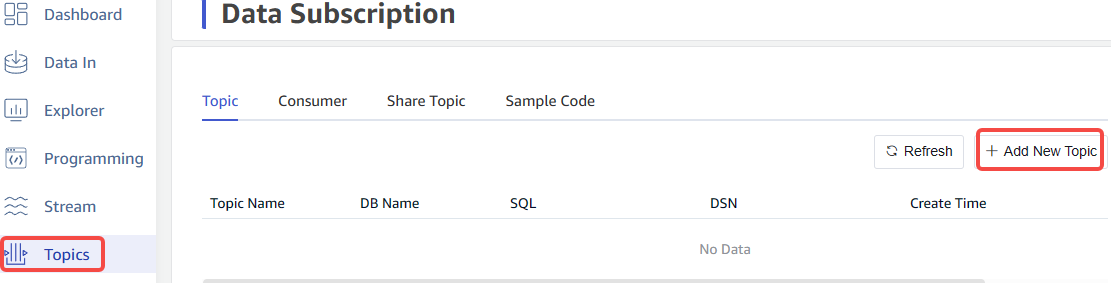 Dashboard
Data In
Explorer
Programming
Stream
Topics
Data Subscription
Topic Consumer Share Topic Sample Code
Refresh + Add New Topic
Topic Name DB Name SQL DSN Create Time
No Data